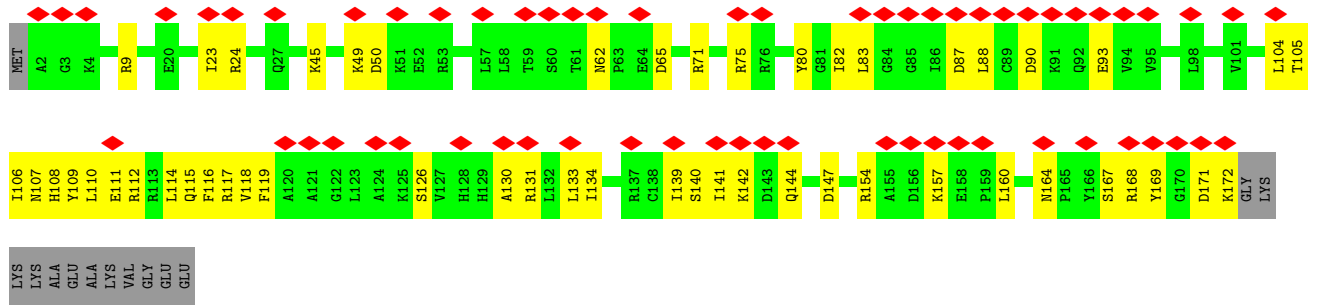 MET A2 G3 K4 R9 E20 I23 R24 Q27 K45 K49 D50 K51 E52 R53 L57 L58 T59 S60 T61 N62 P63 E64 D65 R71 R75 R76 Y80 G81 I82 L83 G84 G85 I86 D87 L88 C89 D90 K91 Q92 E93 V94 V95 L98 V101 L104 T105
I106 N107 H108 Y109 L110 E111 R112 R113 L114 Q115 F116 R117 V118 F119 A120 A121 G122 L123 A124 K125 S126 V127 H128 H129 A130 R131 L132 L133 I134 R137 C138 I139 S140 I141 K142 D143 Q144 D147 R154 A155 D156 K157 E158 P159 L160 N164 P165 Y166 S167 R168 Y169 G170 D171 K172 GLY LYS
LYS LYS ALA GLU ALA LYS VAL GLY GLU GLU